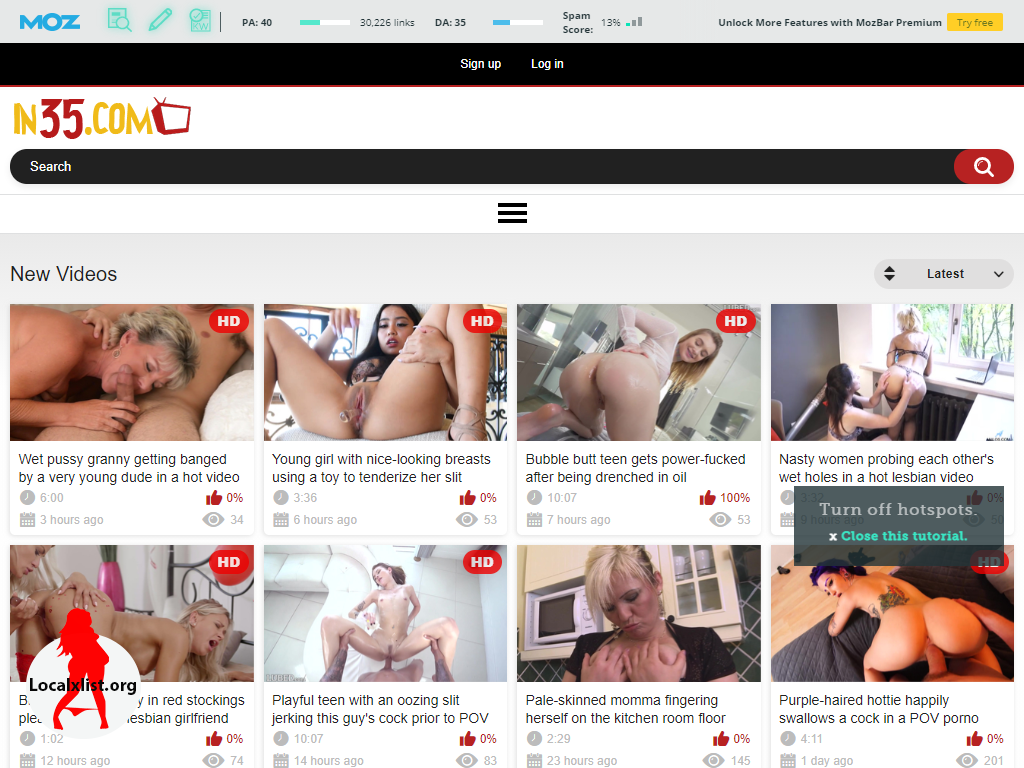 MOZ
PA: 40
30,226 links
DA: 35
Spam Score:
13%
Unlock More Features with MozBar Premium
Try free
Sign up
Log in
IN35.COM
Search
New Videos
Latest
HD
HD
HD
Wet pussy granny getting banged
by a very young dude in a hot video
6:00
0%
3 hours ago
34
Young girl with nice-looking breasts
using a toy to tenderize her slit
3:36
0%
6 hours ago
53
Bubble butt teen gets power-fucked
after being drenched in oil
10:07
100%
7 hours ago
53
MILFS.COM
Nasty women probing each other's
wet holes in a hot lesbian video
3:32
0%
9 hours ago
50
Turn off hotspots.
x Close this tutorial.
HD
HD
HD
Localxlist.org
y in red stockings
lesbian girlfriend
1:02
0%
12 hours ago
74
LUBED
Playful teen with an oozing slit
jerking this guy's cock prior to POV
10:07
0%
14 hours ago
83
Pale-skinned momma fingering
herself on the kitchen room floor
2:29
0%
23 hours ago
145
Purple-haired hottie happily
swallows a cock in a POV porno
4:11
0%
1 day ago
201